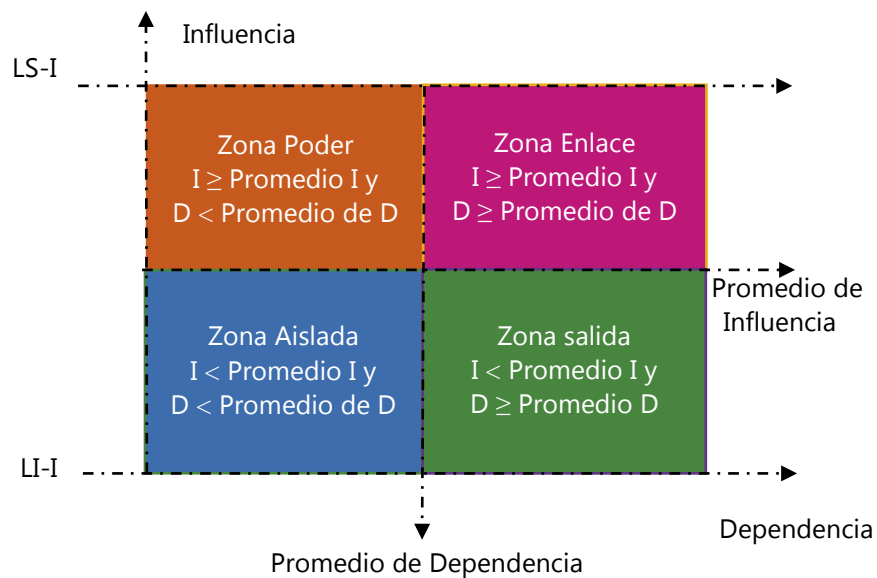 Influencia
LS-I
Zona Poder
I ≥ Promedio I y
D < Promedio de D
Zona Enlace
I ≥ Promedio I y
D ≥ Promedio de D
Promedio de
Influencia
Zona Aislada
I < Promedio I y
D < Promedio de D
Zona salida
I < Promedio I y
D ≥ Promedio D
LI-I
Dependencia
Promedio de Dependencia